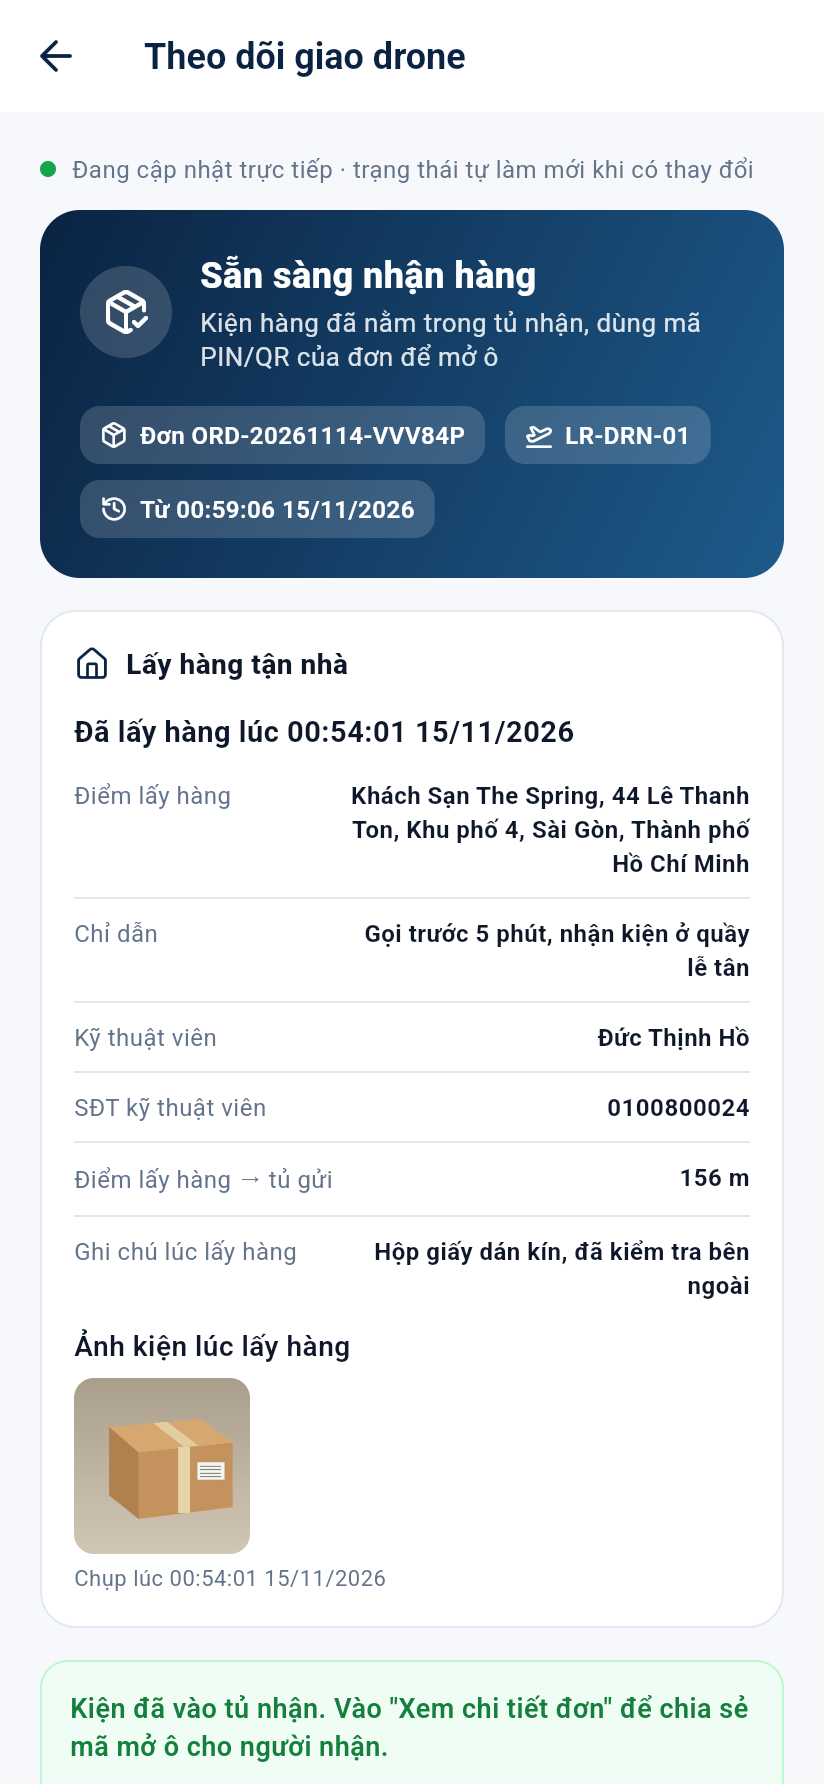 Theo dõi giao drone
Đang cập nhật trực tiếp · trạng thái tự làm mới khi có thay đổi
Sẵn sàng nhận hàng
Kiện hàng đã nằm trong tủ nhận, dùng mã
PIN/QR của đơn để mở ô
Đơn ORD-20261114-VVV84P
LR-DRN-01
Từ 00:59:06 15/11/2026
Lấy hàng tận nhà
Đã lấy hàng lúc 00:54:01 15/11/2026
Điểm lấy hàng
Khách Sạn The Spring, 44 Lê Thanh
Ton, Khu phố 4, Sài Gòn, Thành phố
Hồ Chí Minh
Chỉ dẫn
Gọi trước 5 phút, nhận kiện ở quầy
lễ tân
Kỹ thuật viên
Đức Thịnh Hồ
SĐT kỹ thuật viên
0100800024
Điểm lấy hàng → tủ gửi
156 m
Ghi chú lúc lấy hàng
Hộp giấy dán kín, đã kiểm tra bên
ngoài
Ảnh kiện lúc lấy hàng
Chụp lúc 00:54:01 15/11/2026
Kiện đã vào tủ nhận. Vào "Xem chi tiết đơn" để chia sẻ
mã mở ô cho người nhận.